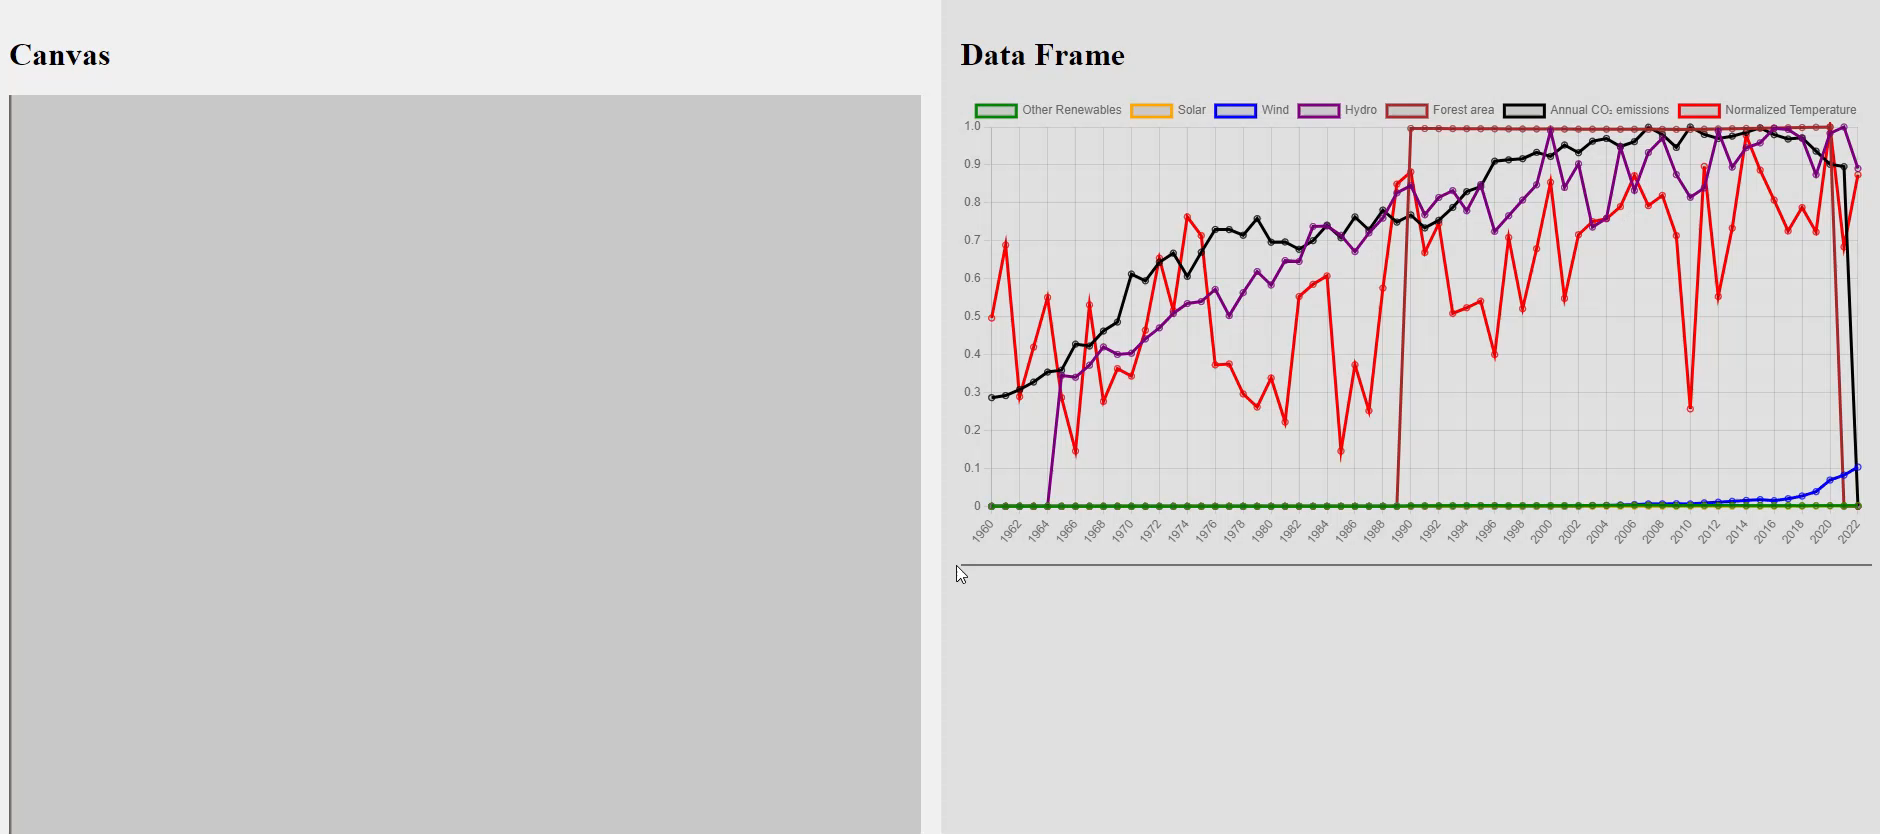 Canvas
Data Frame
Other Renewables Solar Wind Hydro Forest area Annual CO₂ emissions Normalized Temperature
1.0
0.9
0.8
0.7
0.6
0.5
0.4
0.3
0.2
0.1
0
1960 1962 1964 1966 1968 1970 1972 1974 1976 1978 1980 1982 1984 1986 1988 1990 1992 1994 1996 1998 2000 2002 2004 2006 2008 2010 2012 2014 2016 2018 2020 2022